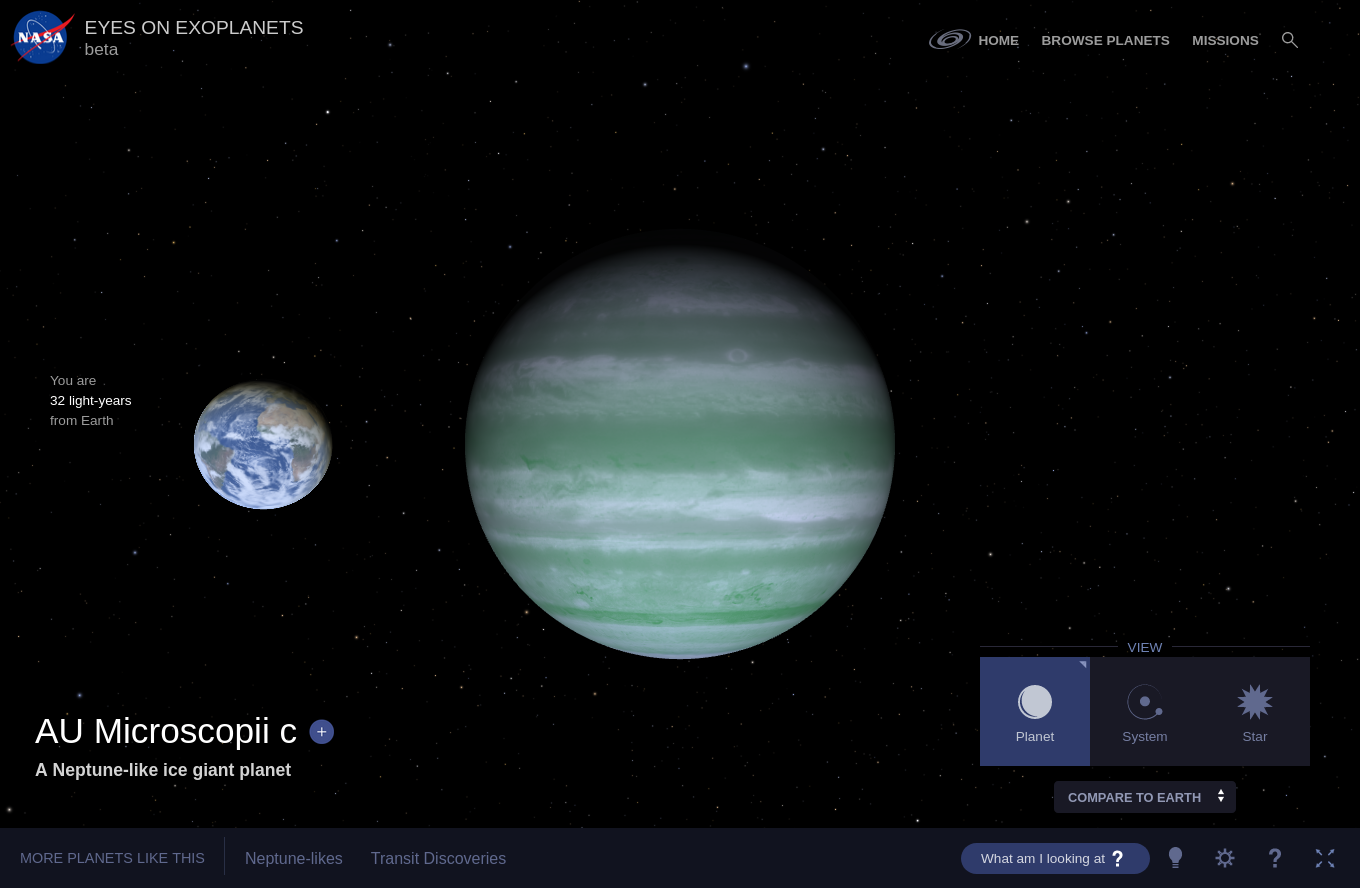 NASA
EYES ON EXOPLANETS
beta
HOME
BROWSE PLANETS
MISSIONS
You are
32 light-years
from Earth
VIEW
Planet
System
Star
AU Microscopii c +
A Neptune-like ice giant planet
COMPARE TO EARTH
MORE PLANETS LIKE THIS
Neptune-likes
Transit Discoveries
What am I looking at ?
?